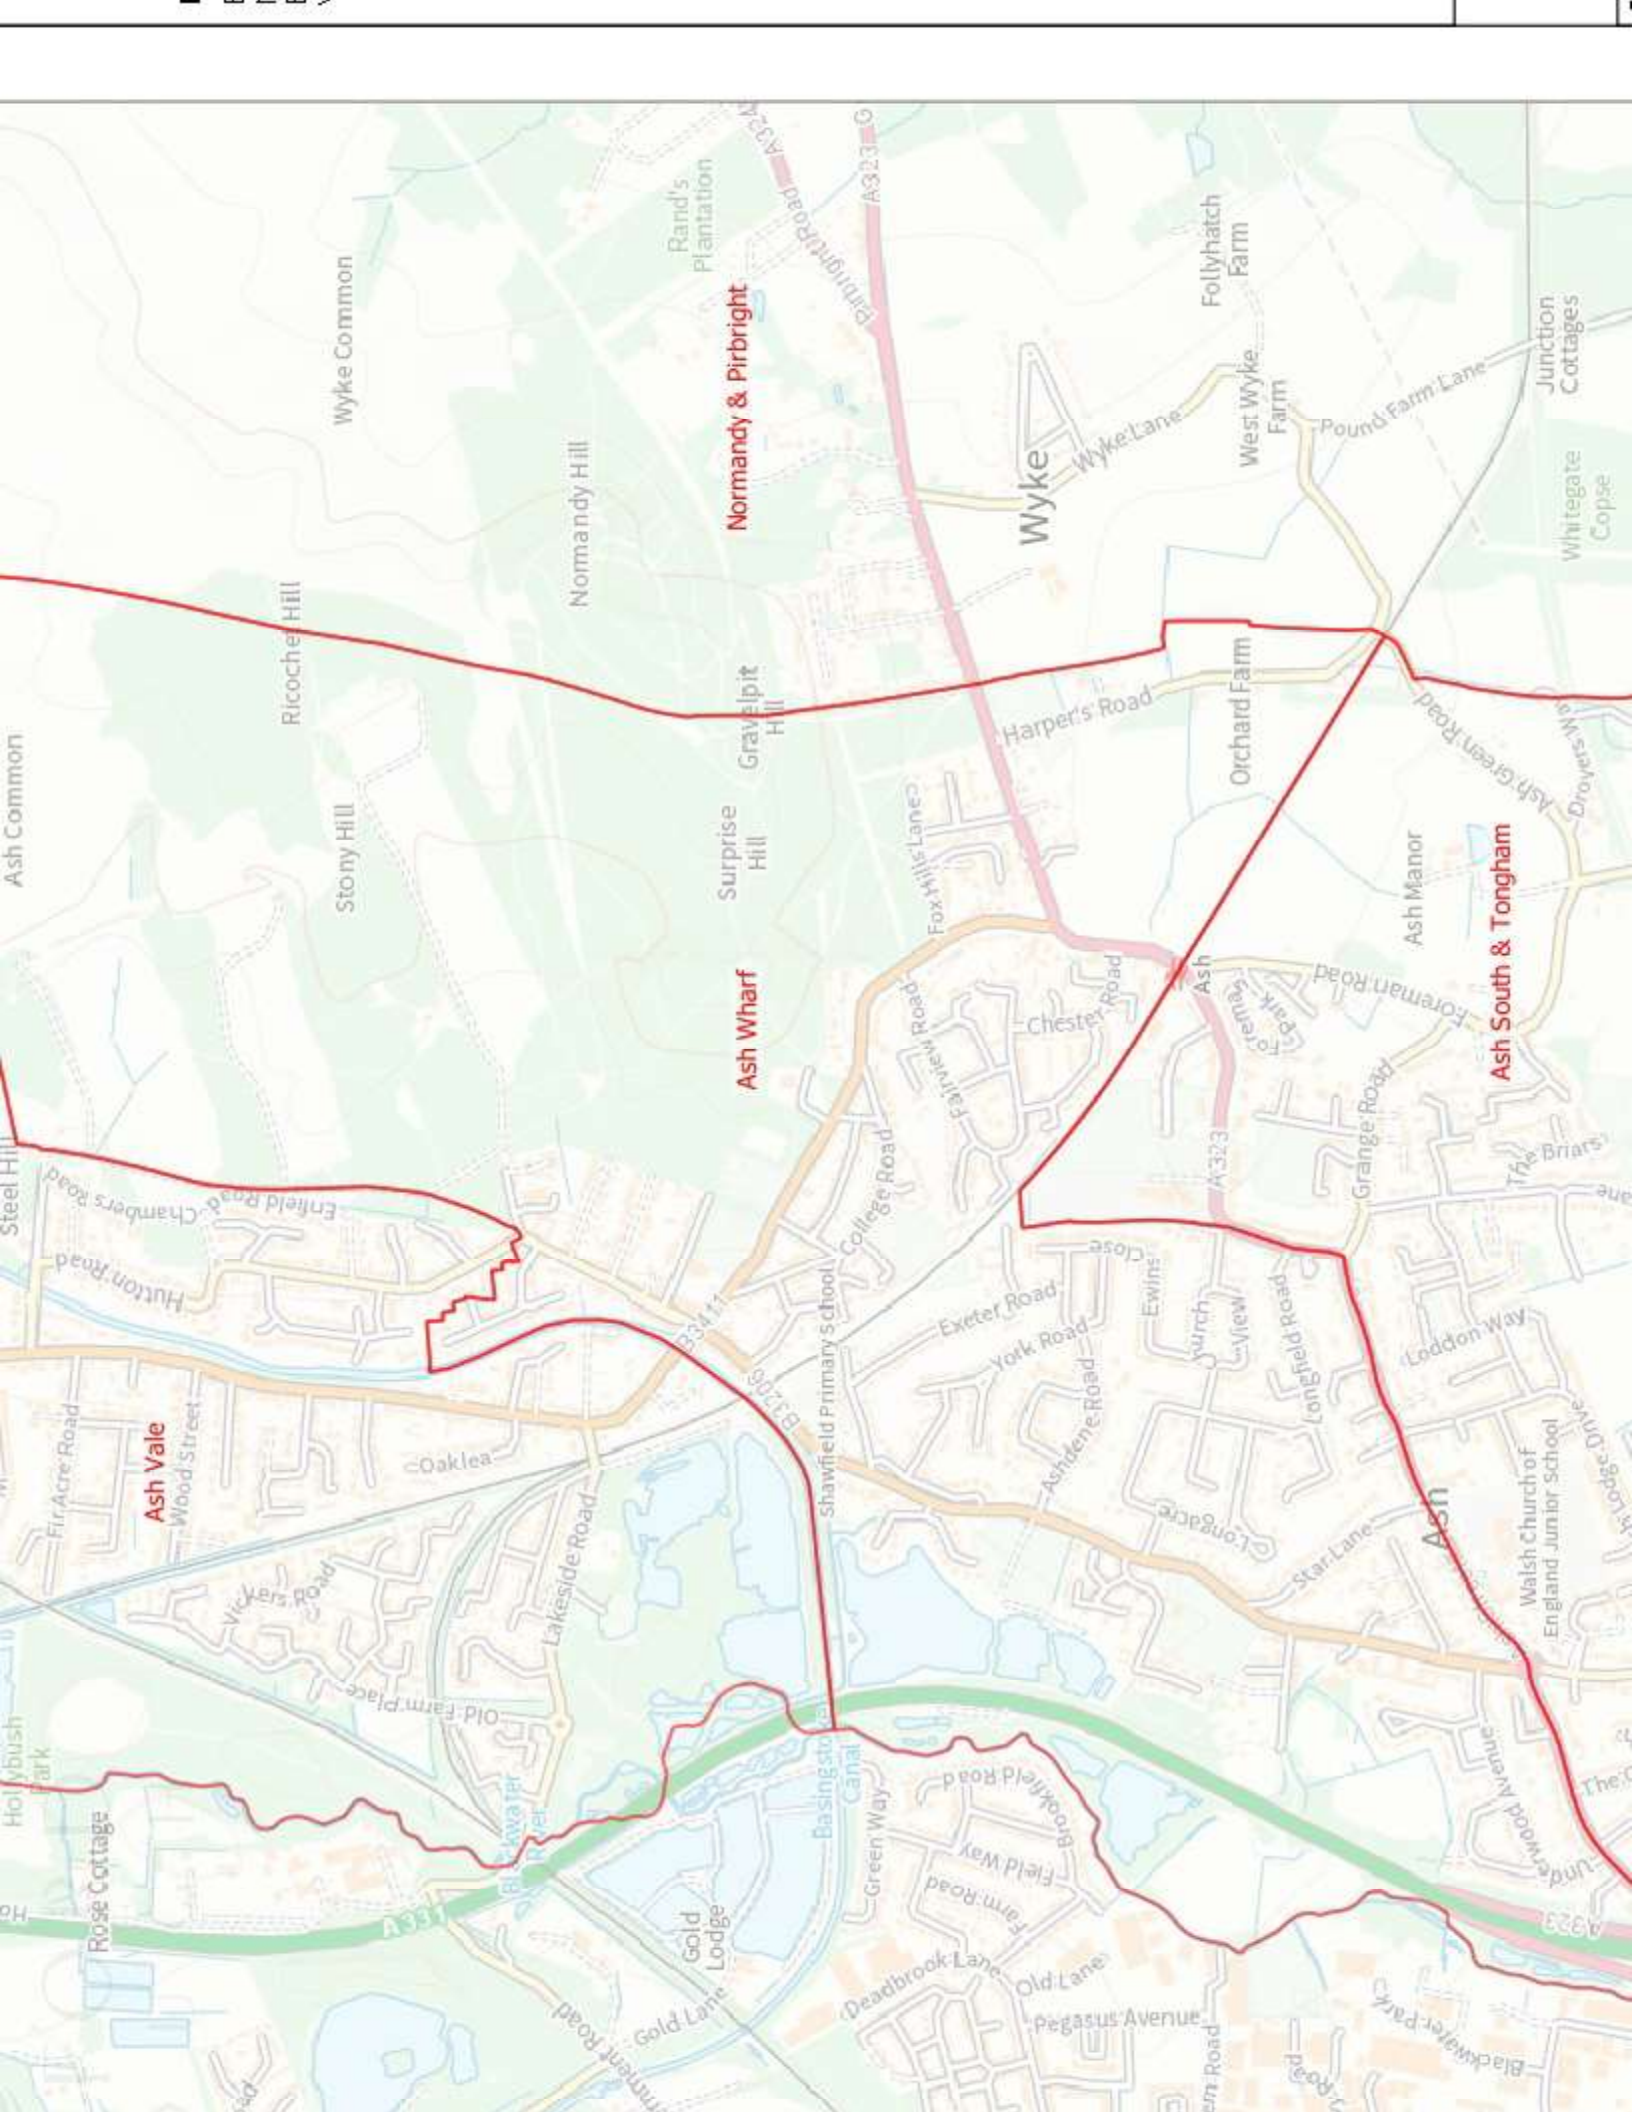 Ash Common
Ricochet Hill
Wyke Common
Stony Hill
Normandy Hill
Rand's
Plantation
Normandy & Pirbright
Pirbright Road
A324
A323
Gravelpit
Hill
Surprise
Hill
Ash Wharf
Wyke
Wyke Lane
Follyhatch
Farm
West Wyke
Farm
Pound Farm Lane
Junction
Cottages
Whitegate
Copse
Harper's Road
Orchard Farm
Fox Hills Lane
Ash Green Road
Ash Manor
Ash South & Tongham
Foreman Road
Ash
Foreman
Park
Chester Road
Fairview Road
College Road
A323
Grange Road
The Briars
Steel Hill
Chambers Road
Enfield Road
Hutton Road
Fir Acre Road
Ash Vale
Wood Street
Oaklea
Vickers Road
Lakeside Road
Old Farm Place
B3411
B3206
Shawfield Primary School
Exeter Road
York Road
Ashdene Road
Ewins
Close
Church
View
Longfield Road
Loddon Way
Longacre
Star Lane
Ash
Walsh Church of
England Junior School
Hollybush
Park
Rose Cottage
A 331
Blackwater
River
Basingstoke
Canal
Gold
Lodge
Gold Lane
Green Way
Brookfield Road
Field Way
Farm Road
Deadbrook Lane
Old Lane
Pegasus Avenue
Underwood Avenue
A323
Blackwater Park
Road